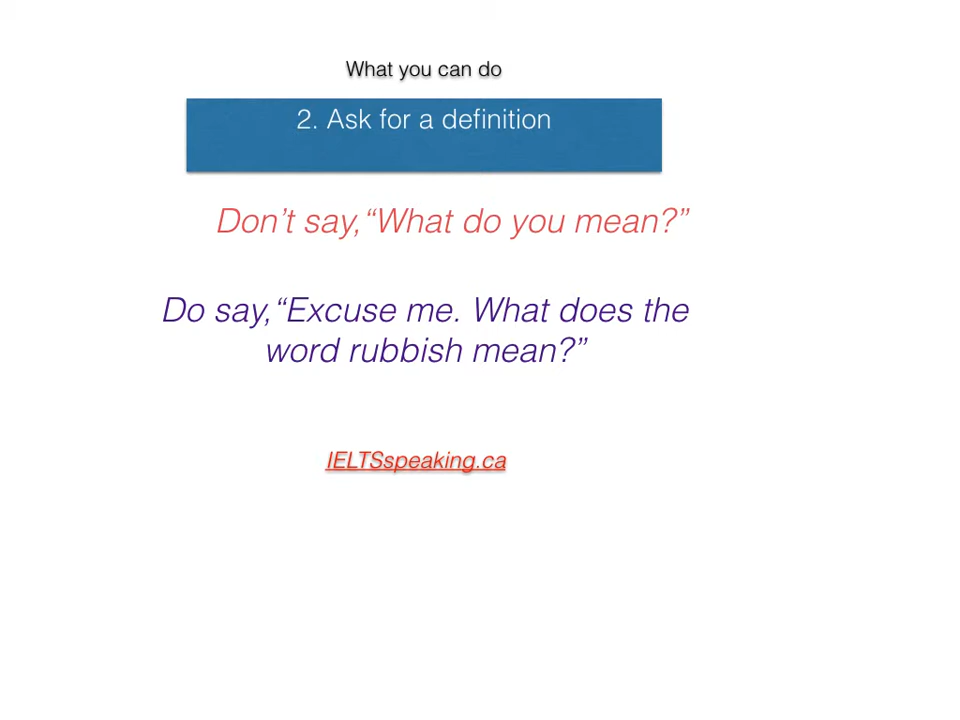 What you can do
2. Ask for a definition
Don’t say,“What do you mean?”
Do say,“Excuse me. What does the
word rubbish mean?”
IELTSspeaking.ca